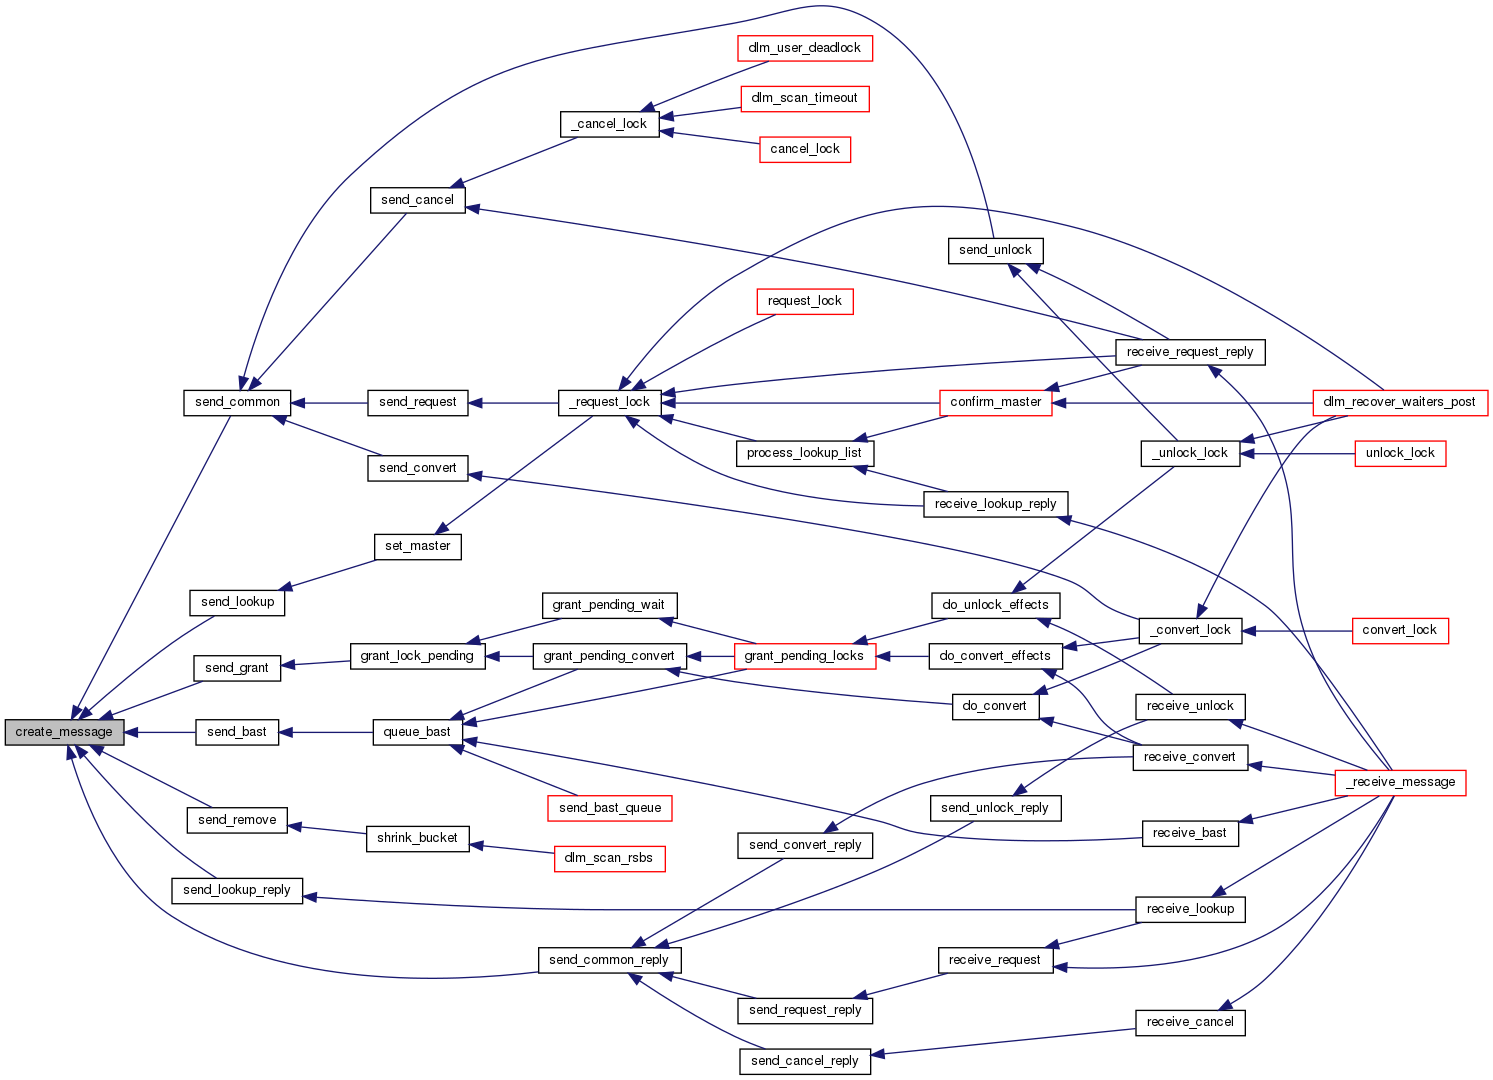 dlm_user_deadlock
dlm_scan_timeout
_cancel_lock
cancel_lock
send_cancel
send_unlock
request_lock
receive_request_reply
send_common
send_request
_request_lock
confirm_master
dlm_recover_waiters_post
process_lookup_list
_unlock_lock
unlock_lock
send_convert
receive_lookup_reply
set_master
send_lookup
grant_pending_wait
do_unlock_effects
_convert_lock
convert_lock
send_grant
grant_lock_pending
grant_pending_convert
grant_pending_locks
do_convert_effects
do_convert
receive_unlock
create_message
send_bast
queue_bast
receive_convert
_receive_message
send_bast_queue
send_unlock_reply
send_remove
shrink_bucket
send_convert_reply
receive_bast
dlm_scan_rsbs
send_lookup_reply
receive_lookup
send_common_reply
receive_request
send_request_reply
receive_cancel
send_cancel_reply